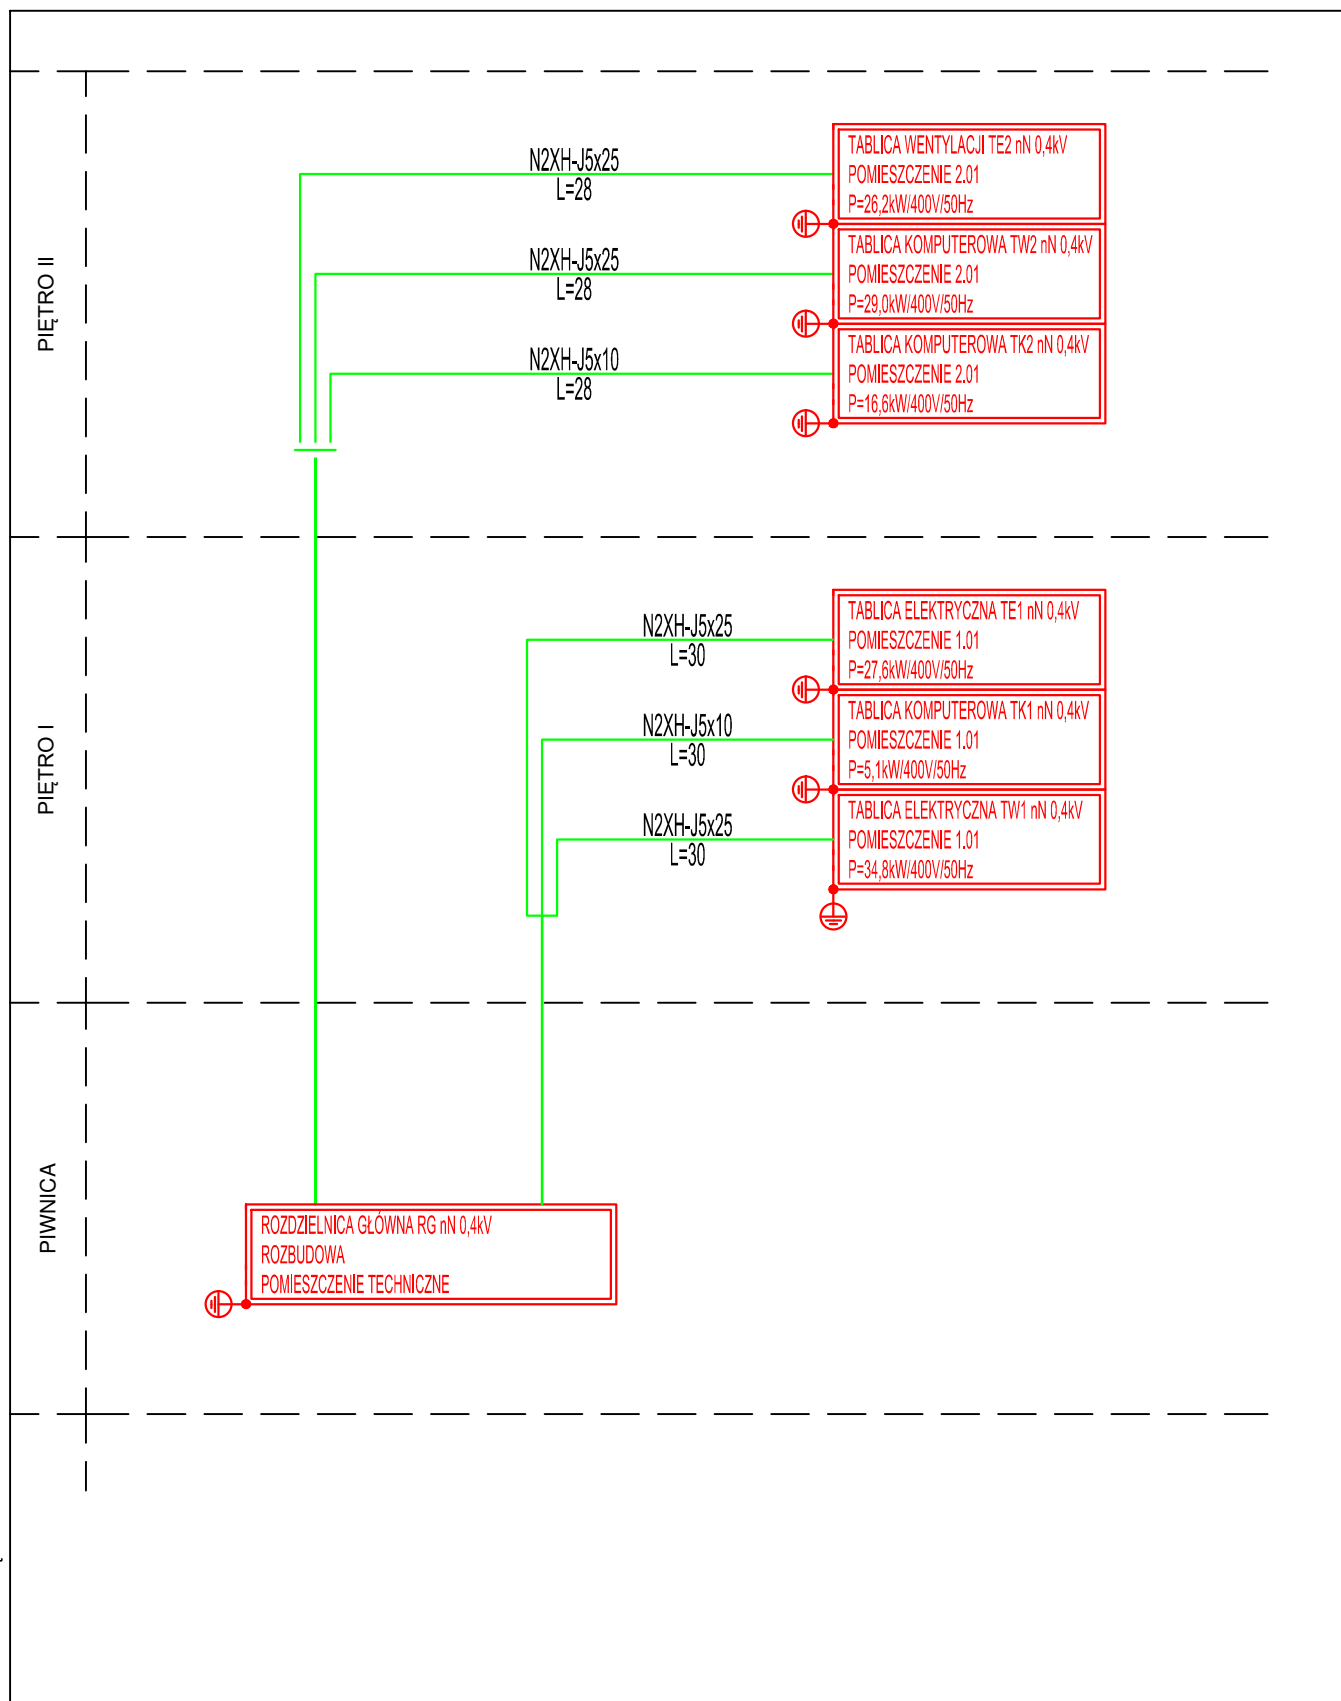 PIĘTRO II
N2XH-J5x25
L=28
TABLICA WENTYLACJI TE2 nN 0,4kV
POMIESZCZENIE 2.01
P=26,2kW/400V/50Hz
N2XH-J5x25
L=28
TABLICA KOMPUTEROWA TW2 nN 0,4kV
POMIESZCZENIE 2.01
P=29,0kW/400V/50Hz
N2XH-J5x10
L=28
TABLICA KOMPUTEROWA TK2 nN 0,4kV
POMIESZCZENIE 2.01
P=16,6kW/400V/50Hz
PIĘTRO I
N2XH-J5x25
L=30
TABLICA ELEKTRYCZNA TE1 nN 0,4kV
POMIESZCZENIE 1.01
P=27,6kW/400V/50Hz
N2XH-J5x10
L=30
TABLICA KOMPUTEROWA TK1 nN 0,4kV
POMIESZCZENIE 1.01
P=5,1kW/400V/50Hz
N2XH-J5x25
L=30
TABLICA ELEKTRYCZNA TW1 nN 0,4kV
POMIESZCZENIE 1.01
P=34,8kW/400V/50Hz
PIWNICA
ROZDZIELNICA GŁÓWNA RG nN 0,4kV
ROZBUDOWA
POMIESZCZENIE TECHNICZNE